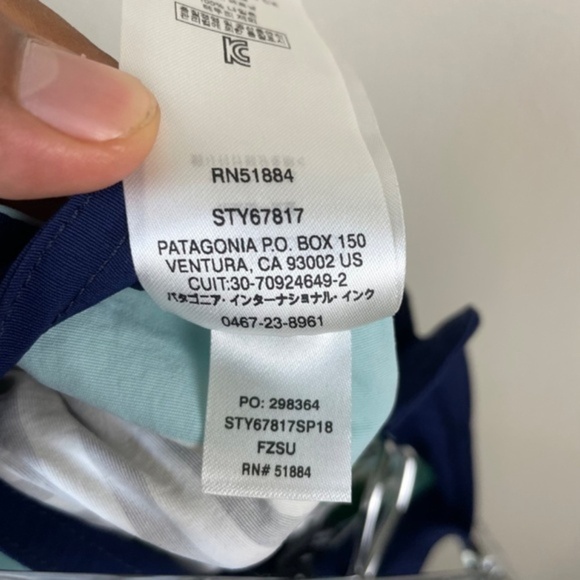 RN51884
STY67817
PATAGONIA P.O. BOX 150
VENTURA, CA 93002 US
CUIT:30-70924649-2
パタゴニア・インターナショナル・インク
0467-23-8961
PO: 298364
STY67817SP18
FZSU
RN# 51884